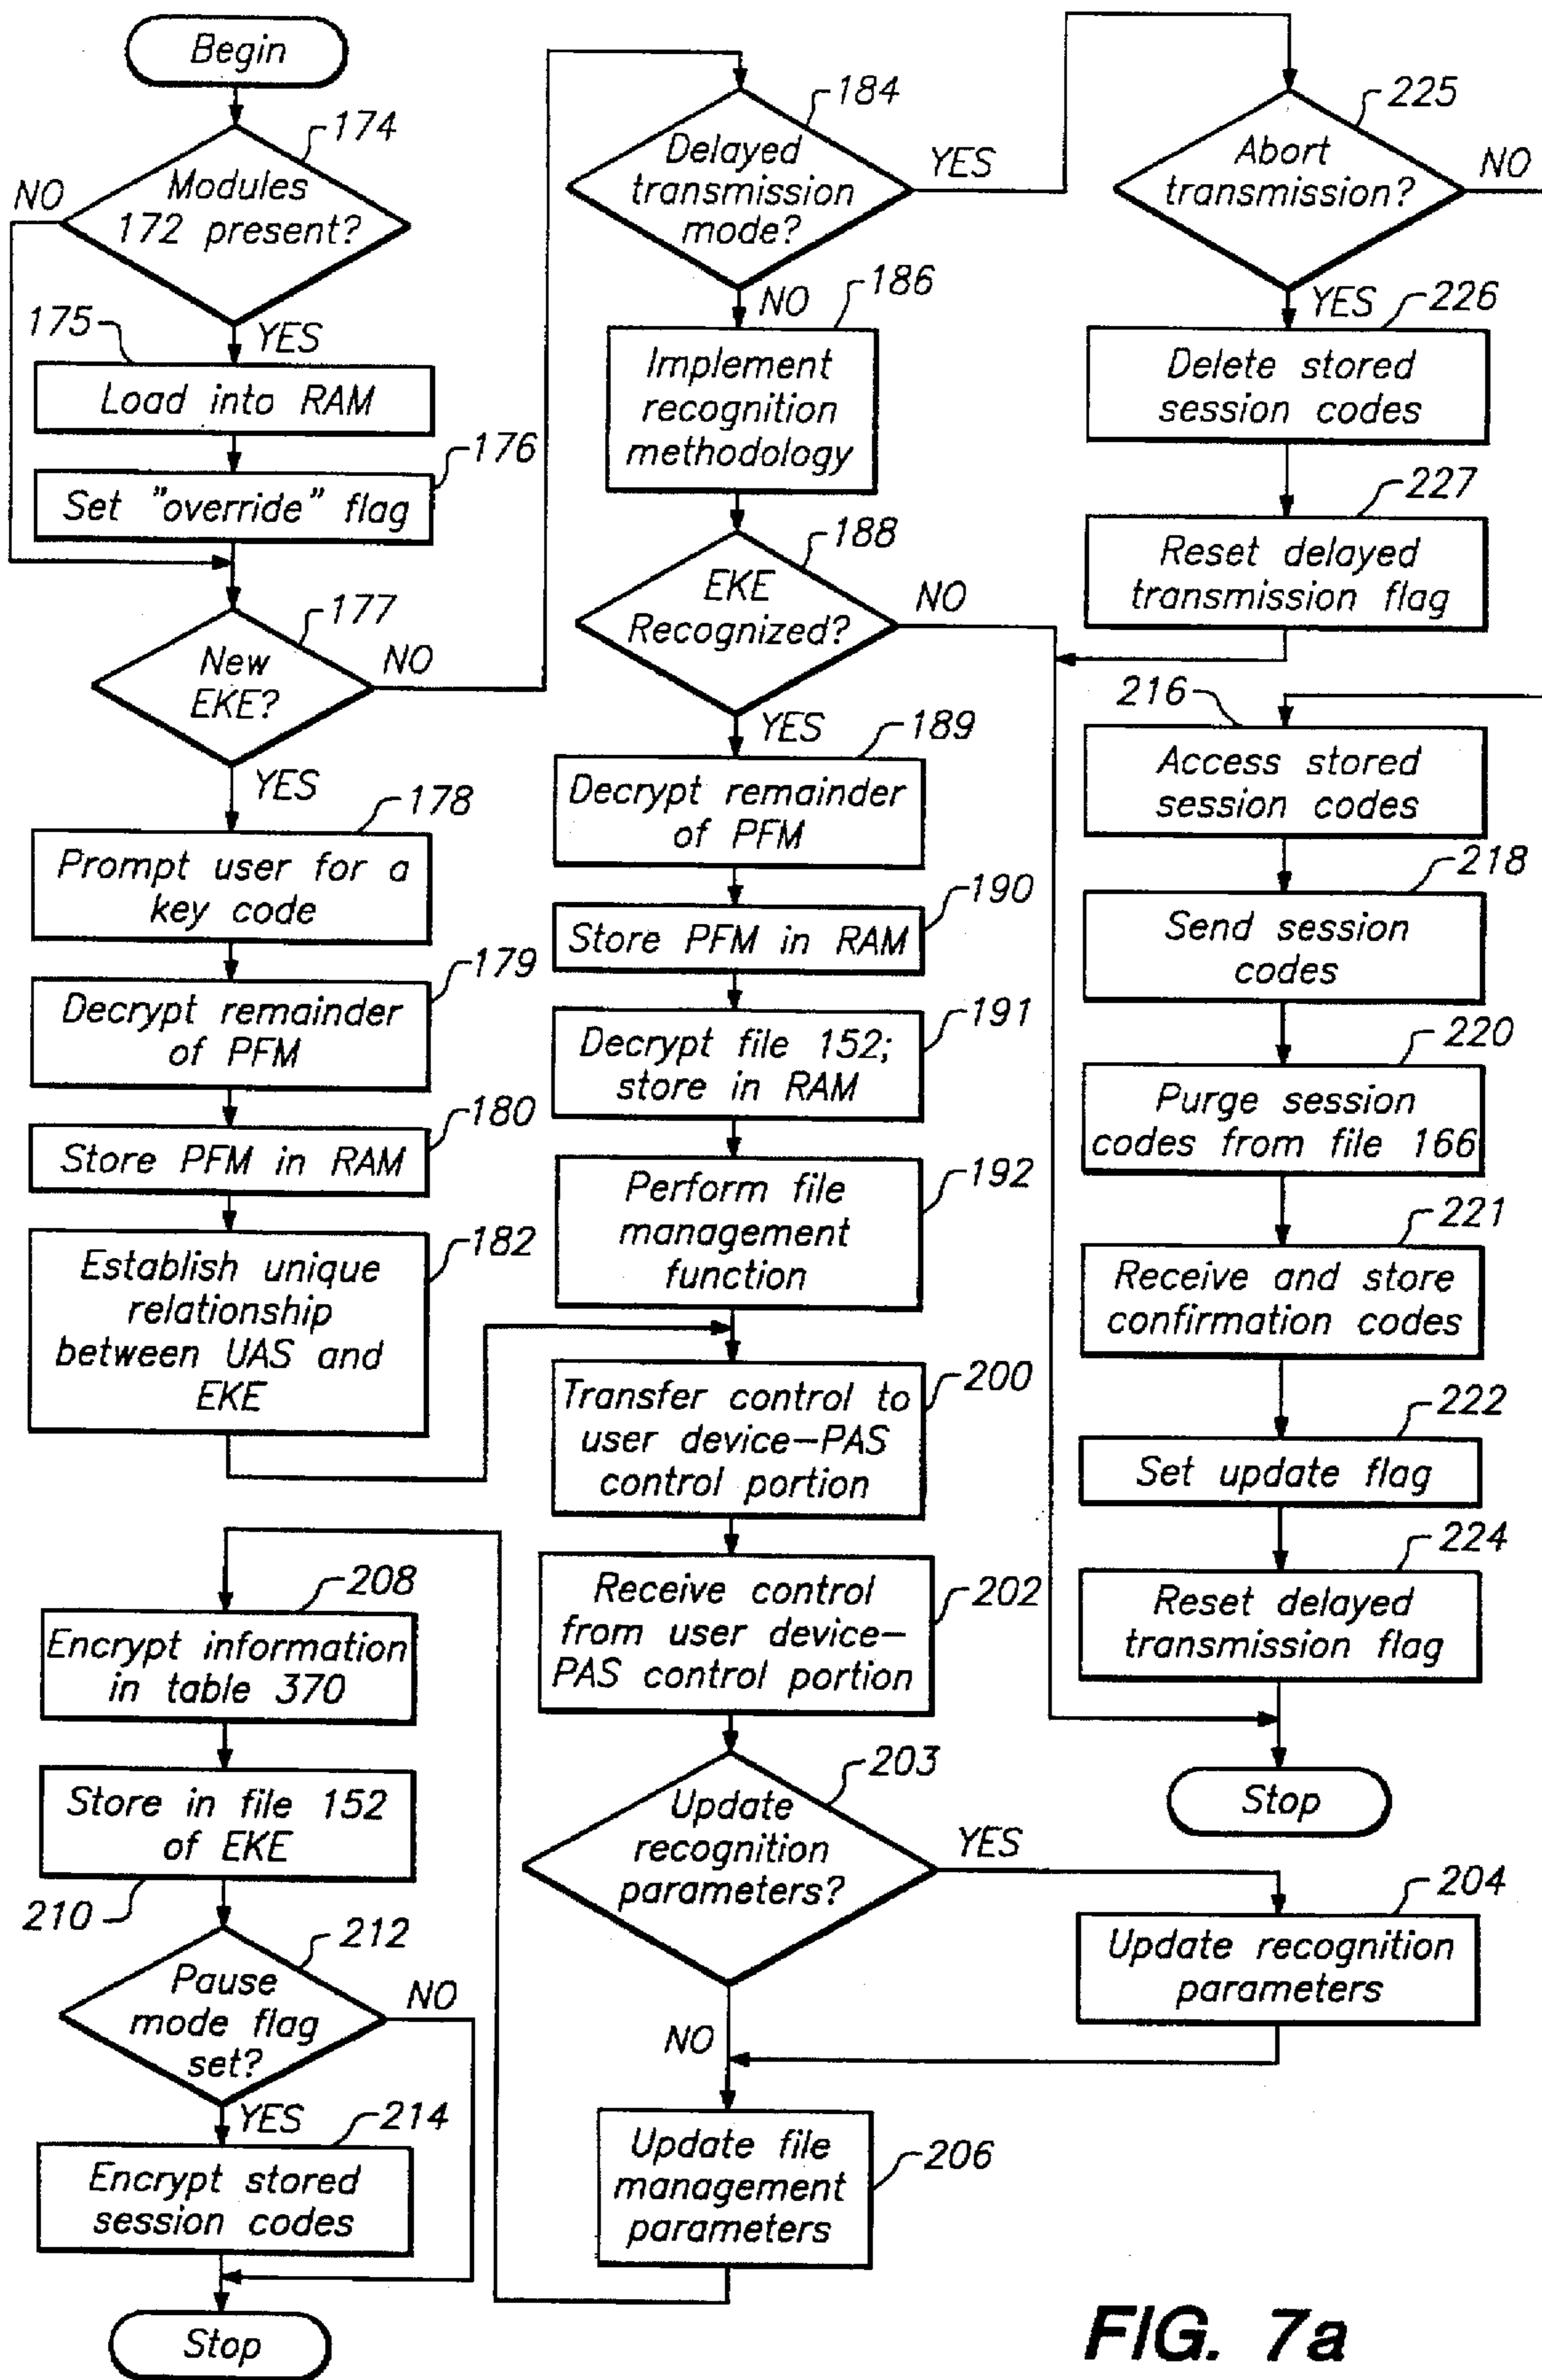 Begin
174
Modules
172 present?
NO
YES
175
Load into RAM
176
Set "override" flag
177
New
EKE?
NO
YES
178
Prompt user for a
key code
179
Decrypt remainder
of PFM
180
Store PFM in RAM
182
Establish unique
relationship
between UAS and
EKE
184
Delayed
transmission
mode?
YES
NO
186
Implement
recognition
methodology
188
EKE
Recognized?
NO
YES
189
Decrypt remainder
of PFM
190
Store PFM in RAM
191
Decrypt file 152;
store in RAM
192
Perform file
management
function
200
Transfer control to
user device-PAS
control portion
202
Receive control
from user device-
PAS control portion
203
Update
recognition
parameters?
YES
NO
204
Update recognition
parameters
206
Update file
management
parameters
208
Encrypt information
in table 370
Store in file 152
of EKE
210
212
Pause
mode flag
set?
NO
YES
214
Encrypt stored
session codes
Stop
225
Abort
transmission?
NO
YES
226
Delete stored
session codes
227
Reset delayed
transmission flag
216
Access stored
session codes
218
Send session
codes
220
Purge session
codes from file 166
221
Receive and store
confirmation codes
222
Set update flag
224
Reset delayed
transmission flag
Stop
FIG. 7a